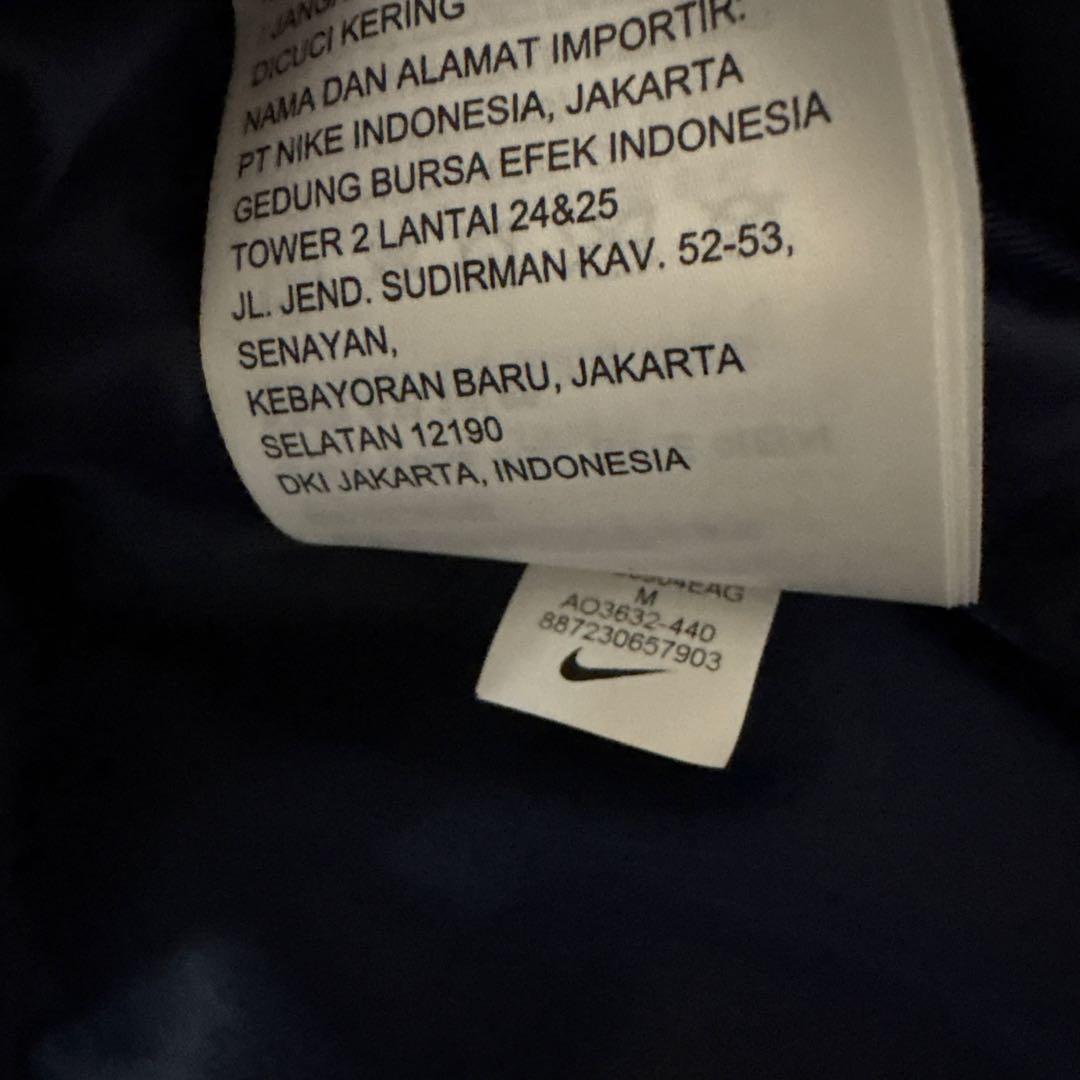 DICUCI KERING
NAMA DAN ALAMAT IMPORTIR:
PT NIKE INDONESIA, JAKARTA
GEDUNG BURSA EFEK INDONESIA
TOWER 2 LANTAI 24&25
JL. JEND. SUDIRMAN KAV. 52-53,
SENAYAN,
KEBAYORAN BARU, JAKARTA
SELATAN 12190
DKI JAKARTA, INDONESIA
M
AO3632-440
887230657903